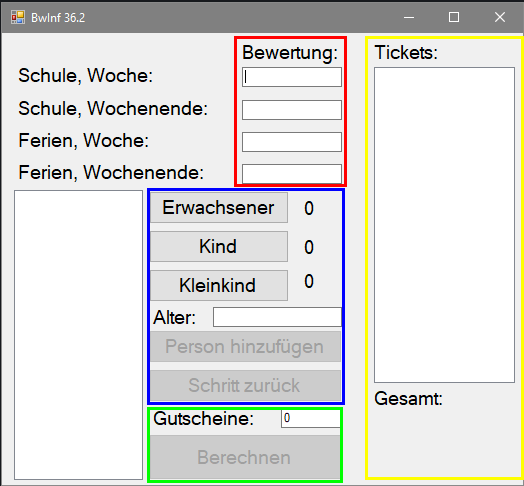 BwInf 36.2
Bewertung:
Tickets:
Schule, Woche:
Schule, Wochenende:
Ferien, Woche:
Ferien, Wochenende:
Erwachsener 0
Kind 0
Kleinkind 0
Alter:
Person hinzufügen
Schritt zurück
Gesamt:
Gutscheine: 0
Berechnen